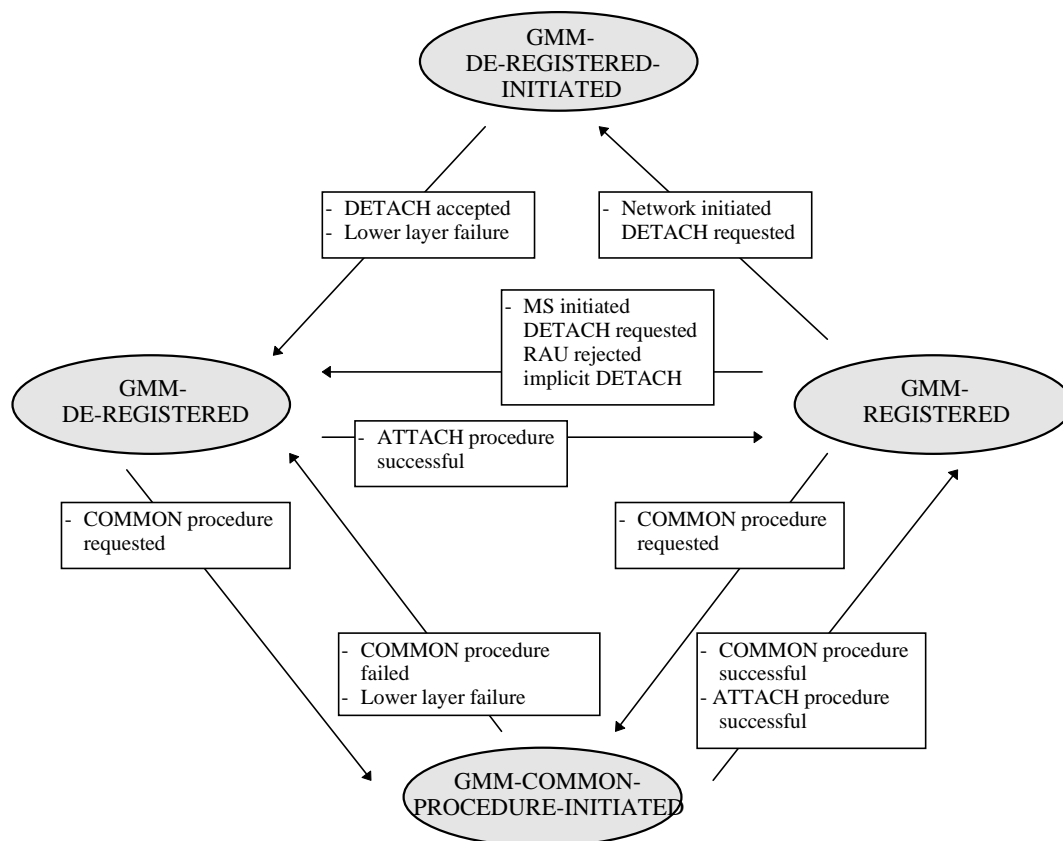 GMM-
DE-REGISTERED-
INITIATED
- DETACH accepted
- Lower layer failure
- Network initiated
DETACH requested
- MS initiated
DETACH requested
RAU rejected
implicit DETACH
GMM-
DE-REGISTERED
GMM-
REGISTERED
- ATTACH procedure
successful
- COMMON procedure
requested
- COMMON procedure
requested
- COMMON procedure
failed
- Lower layer failure
- COMMON procedure
successful
- ATTACH procedure
successful
GMM-COMMON-
PROCEDURE-INITIATED